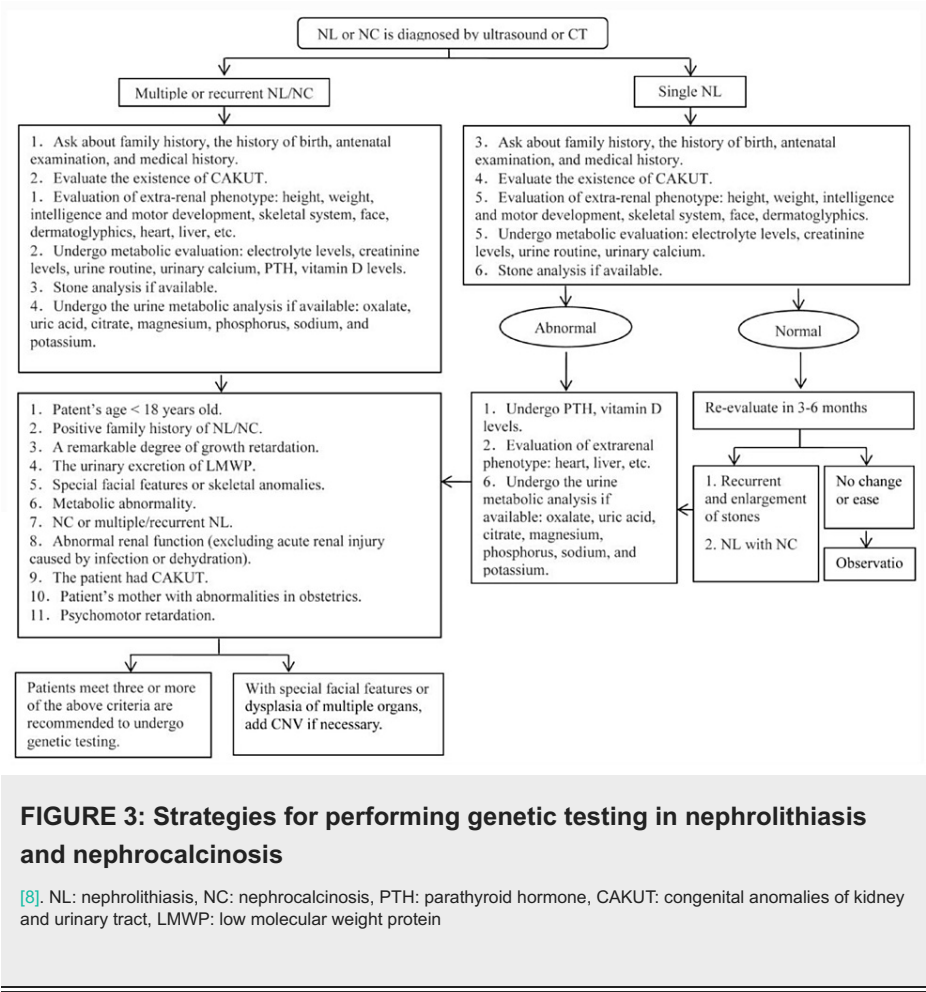 NL or NC is diagnosed by ultrasound or CT
Multiple or recurrent NL/NC
Single NL
1. Ask about family history, the history of birth, antenatal
examination, and medical history.
2. Evaluate the existence of CAKUT.
1. Evaluation of extra-renal phenotype: height, weight,
intelligence and motor development, skeletal system, face,
dermatoglyphics, heart, liver, etc.
2. Undergo metabolic evaluation: electrolyte levels, creatinine
levels, urine routine, urinary calcium, PTH, vitamin D levels.
3. Stone analysis if available.
4. Undergo the urine metabolic analysis if available: oxalate,
uric acid, citrate, magnesium, phosphorus, sodium, and
potassium.
3. Ask about family history, the history of birth, antenatal
examination, and medical history.
4. Evaluate the existence of CAKUT.
5. Evaluation of extra-renal phenotype: height, weight, intelligence
and motor development, skeletal system, face, dermatoglyphics.
5. Undergo metabolic evaluation: electrolyte levels, creatinine
levels, urine routine, urinary calcium.
6. Stone analysis if available.
Abnormal
Normal
1. Patent's age < 18 years old.
2. Positive family history of NL/NC.
3. A remarkable degree of growth retardation.
4. The urinary excretion of LMWP.
5. Special facial features or skeletal anomalies.
6. Metabolic abnormality.
7. NC or multiple/recurrent NL.
8. Abnormal renal function (excluding acute renal injury
caused by infection or dehydration).
9. The patient had CAKUT.
10. Patient's mother with abnormalities in obstetrics.
11. Psychomotor retardation.
1. Undergo PTH, vitamin D
levels.
2. Evaluation of extrarenal
phenotype: heart, liver, etc.
6. Undergo the urine
metabolic analysis if
available: oxalate, uric acid,
citrate, magnesium,
phosphorus, sodium, and
potassium.
Re-evaluate in 3-6 months
1. Recurrent
and enlargement
of stones
2. NL with NC
No change
or ease
Observatio
Patients meet three or more
of the above criteria are
recommended to undergo
genetic testing.
With special facial features or
dysplasia of multiple organs,
add CNV if necessary.
FIGURE 3: Strategies for performing genetic testing in nephrolithiasis
and nephrocalcinosis
[8]. NL: nephrolithiasis, NC: nephrocalcinosis, PTH: parathyroid hormone, CAKUT: congenital anomalies of kidney
and urinary tract, LMWP: low molecular weight protein